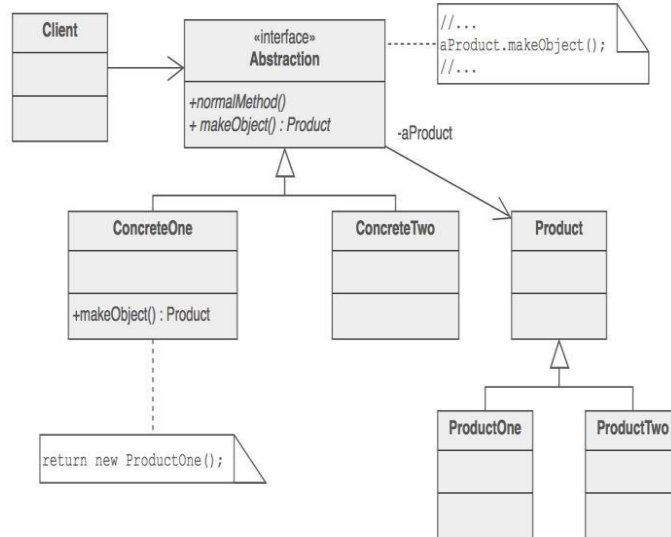 Client
«interface»
Abstraction
+normalMethod()
+ makeObject() : Product
//...
aProduct.makeObject();
//...
-aProduct
ConcreteOne
+makeObject() : Product
ConcreteTwo
Product
return new ProductOne();
ProductOne
ProductTwo